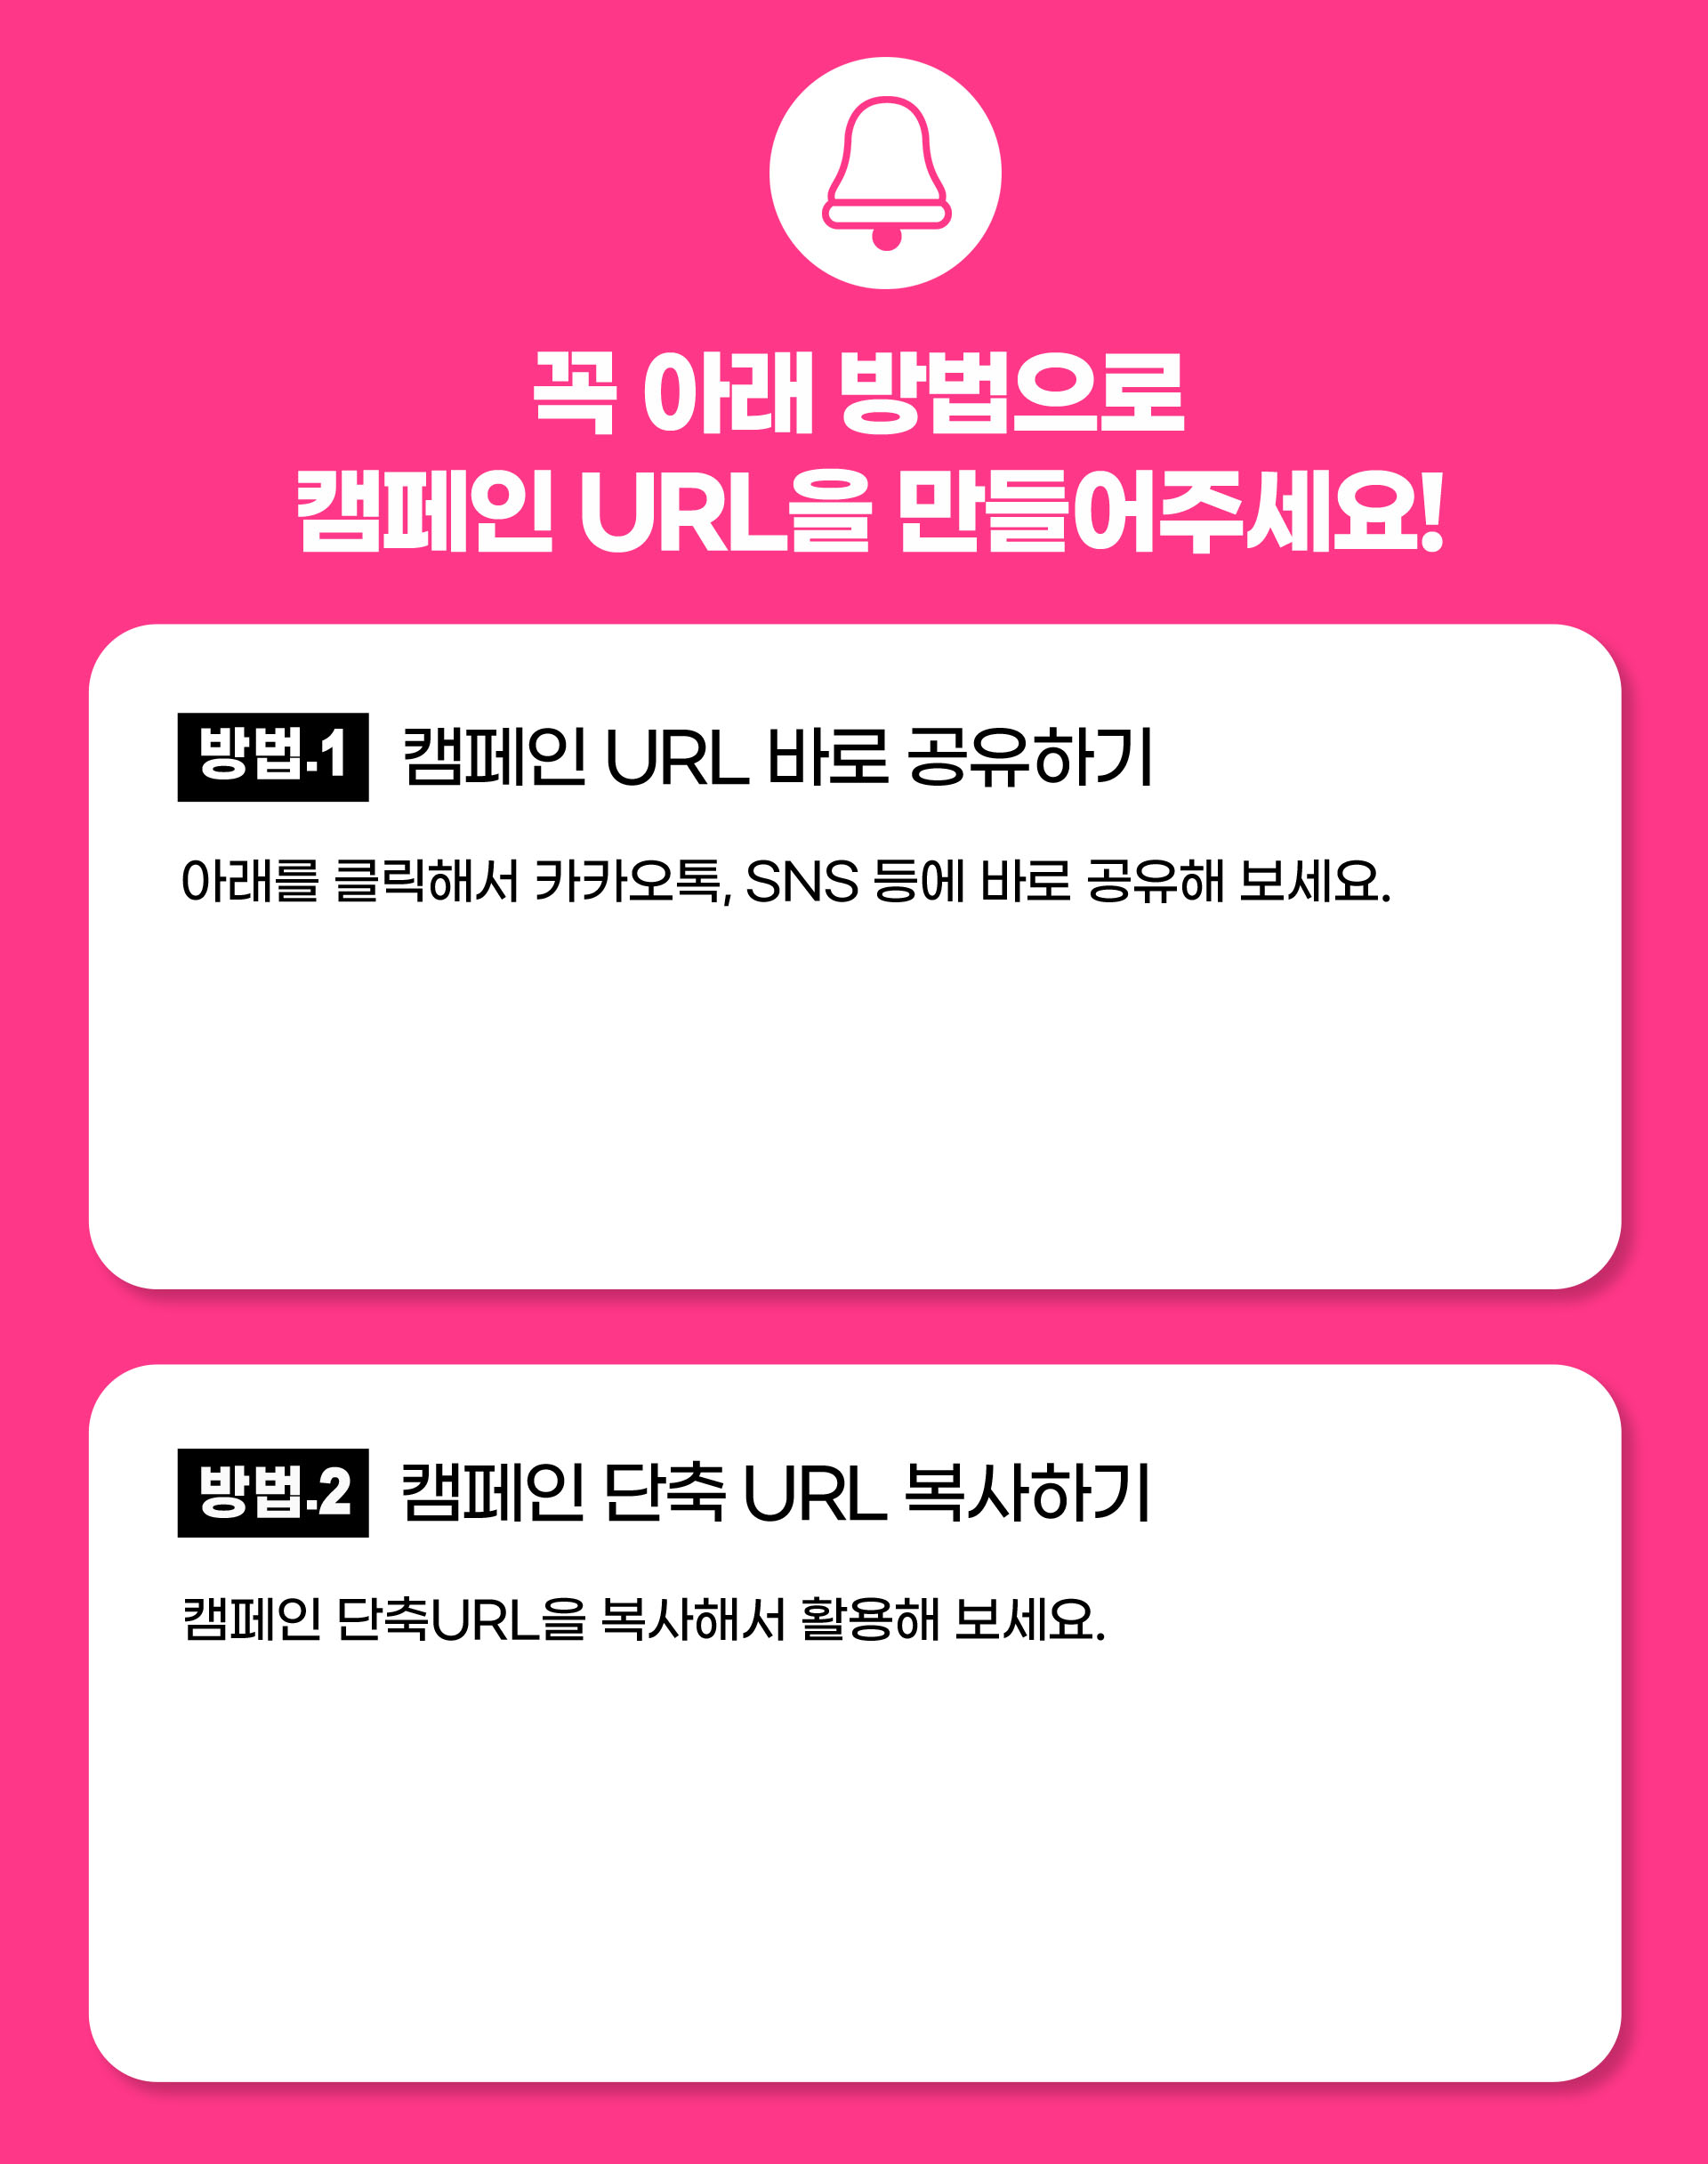 꼭 아래 방법으로
캠페인 URL을 만들어주세요!
방법.1 캠페인 URL 바로 공유하기
아래를 클릭해서 카카오톡, SNS 등에 바로 공유해 보세요.
방법.2 캠페인 단축 URL 복사하기
캠페인 단축URL을 복사해서 활용해 보세요.